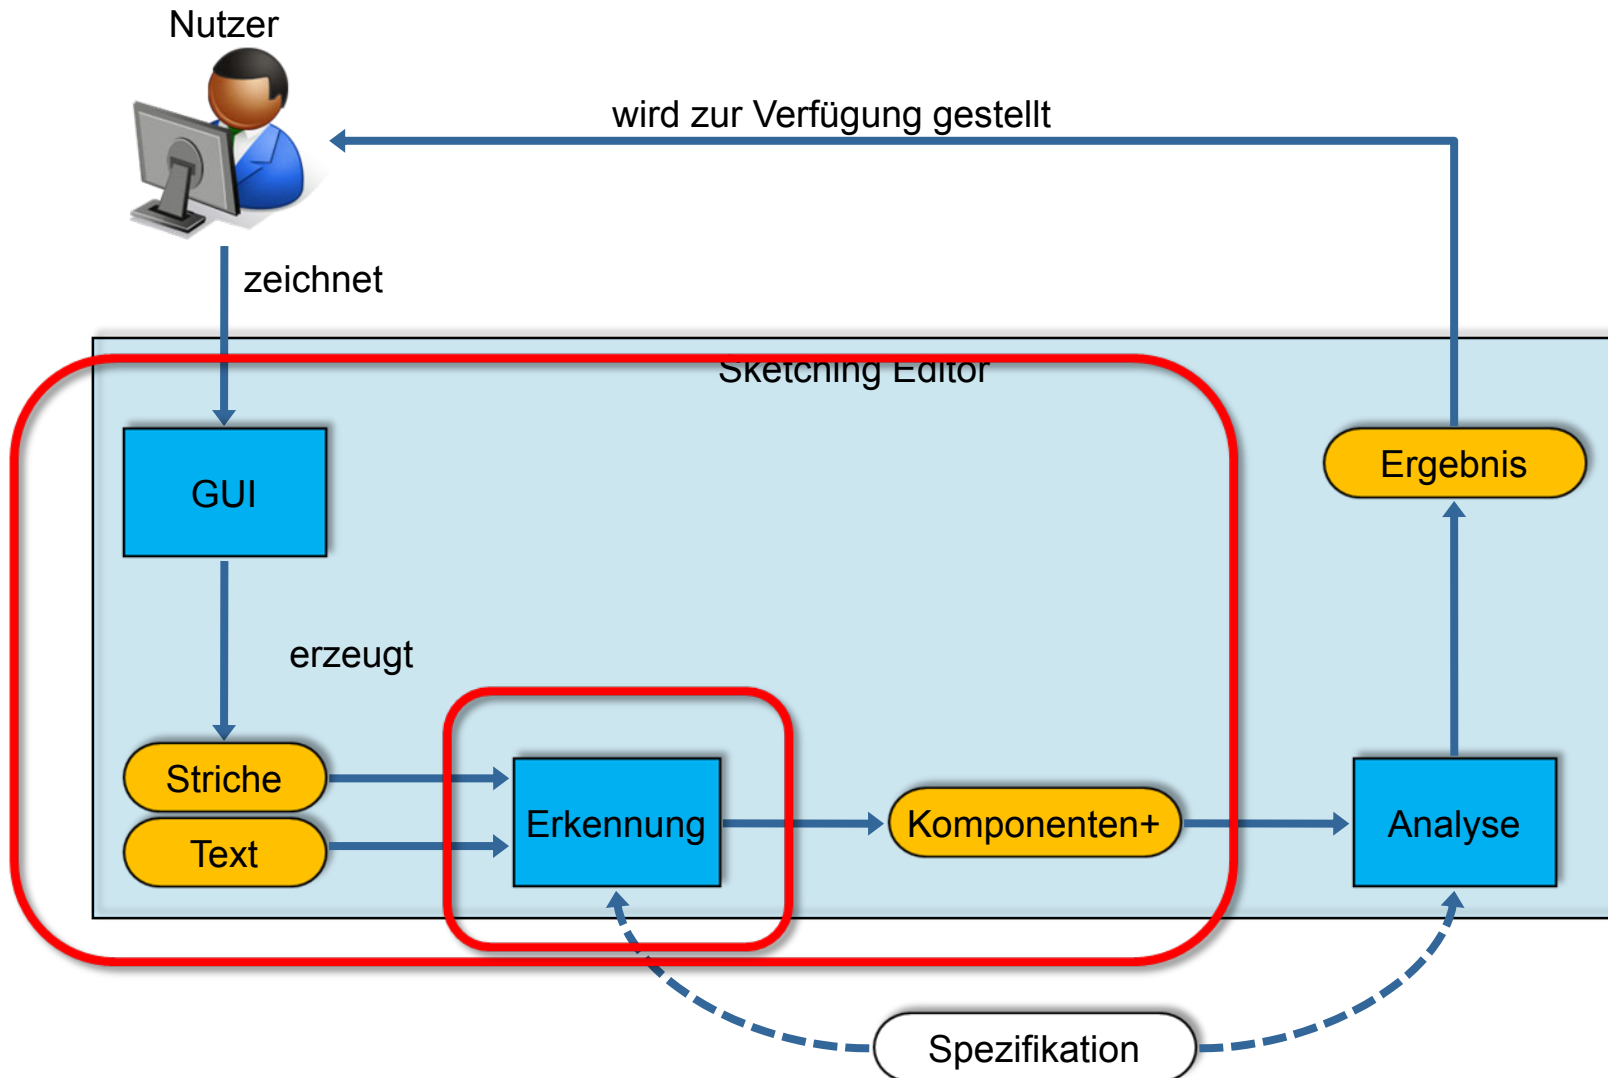 Nutzer
wird zur Verfügung gestellt
zeichnet
Sketching Editor
GUI
Ergebnis
erzeugt
Striche
Text
Erkennung
Komponenten+
Analyse
Spezifikation